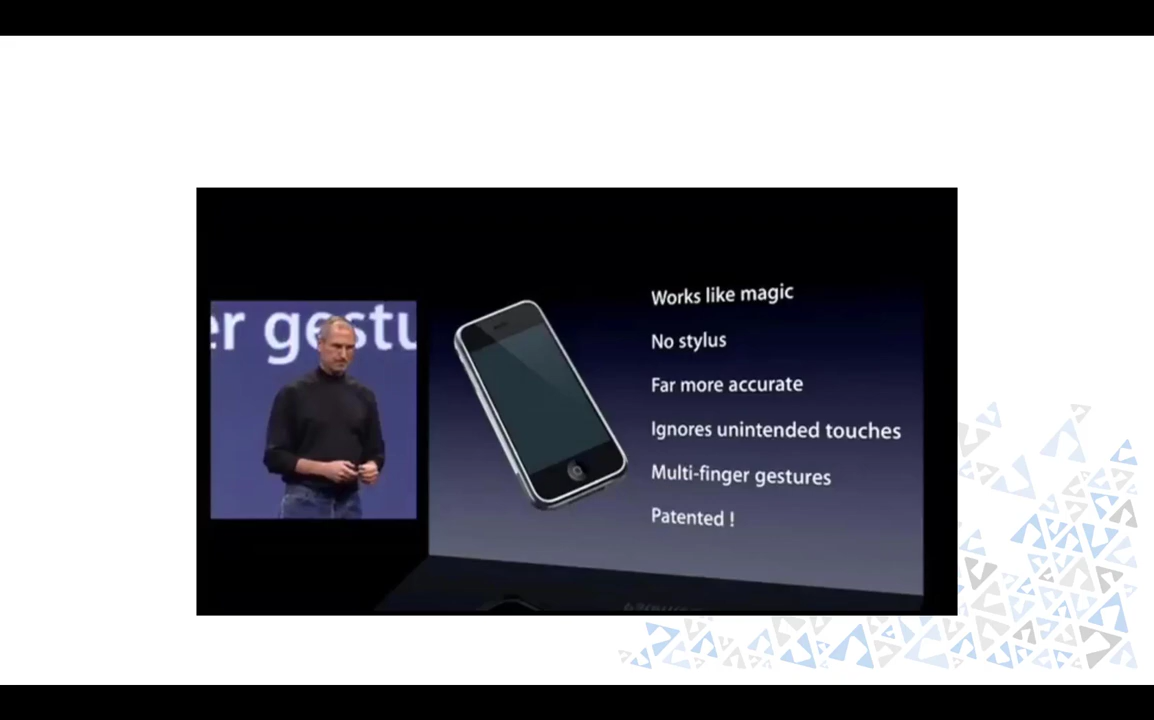 er gestu
Works like magic
No stylus
Far more accurate
Ignores unintended touches
Multi-finger gestures
Patented !